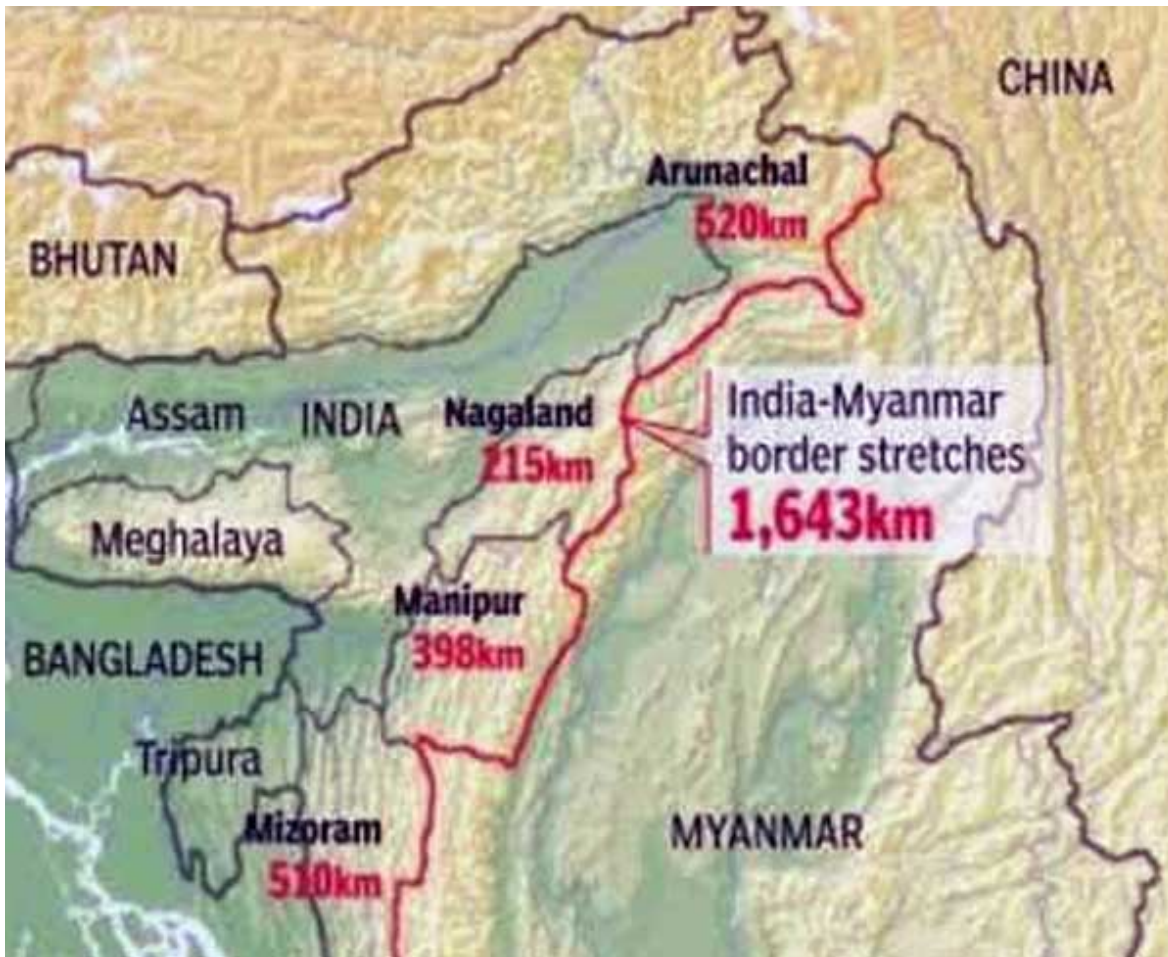 CHINA
Arunachal
520km
BHUTAN
India-Myanmar
border stretches
1,643km
Assam
INDIA
Nagaland
215km
Meghalaya
Manipur
398km
BANGLADESH
Tripura
Mizoram
510km
MYANMAR